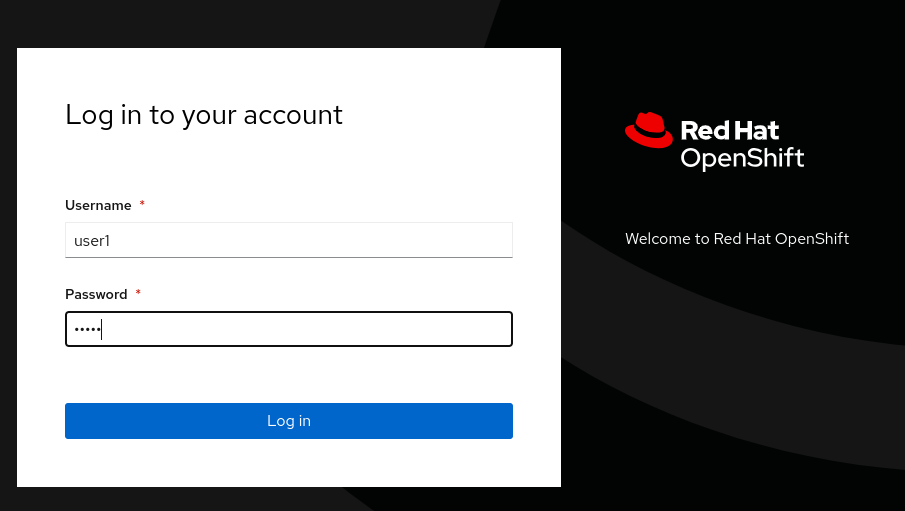 Log in to your account
Username *
user1
Password *
•••••
Log in
Red Hat
OpenShift
Welcome to Red Hat OpenShift